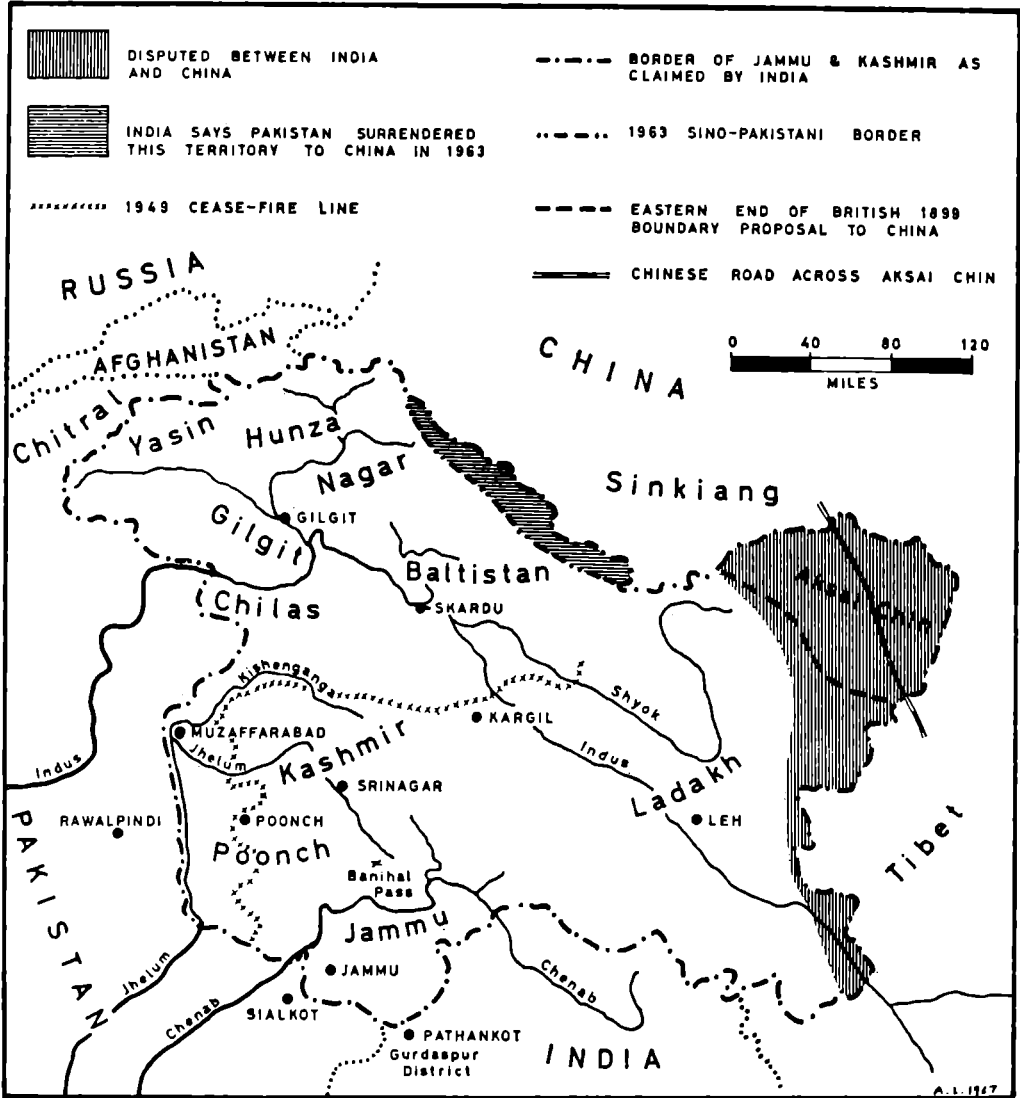 DISPUTED BETWEEN INDIA
AND CHINA
INDIA SAYS PAKISTAN SURRENDERED
THIS TERRITORY TO CHINA IN 1963
1949 CEASE-FIRE LINE
BORDER OF JAMMU & KASHMIR AS
CLAIMED BY INDIA
1963 SINO-PAKISTANI BORDER
EASTERN END OF BRITISH 1899
BOUNDARY PROPOSAL TO CHINA
CHINESE ROAD ACROSS AKSAI CHIN
0 40 80 120
MILES
RUSSIA
AFGHANISTAN
CHINA
Chitral
Yasin
Hunza
Nagar
Sinkiang
Gilgit
GILGIT
Baltistan
Aksai Chin
Chilas
SKARDU
Kishenganga
Shyok
MUZAFFARABAD
KARGIL
Jhelum
Kashmir
Indus
Indus
SRINAGAR
Ladakh
PAKISTAN
RAWALPINDI
POONCH
LEH
Poonch
Tibet
Banihal
Pass
Jammu
Jhelum
JAMMU
Chenab
Chenab
SIALKOT
PATHANKOT
Gurdaspur
District
INDIA
A.L. 1967